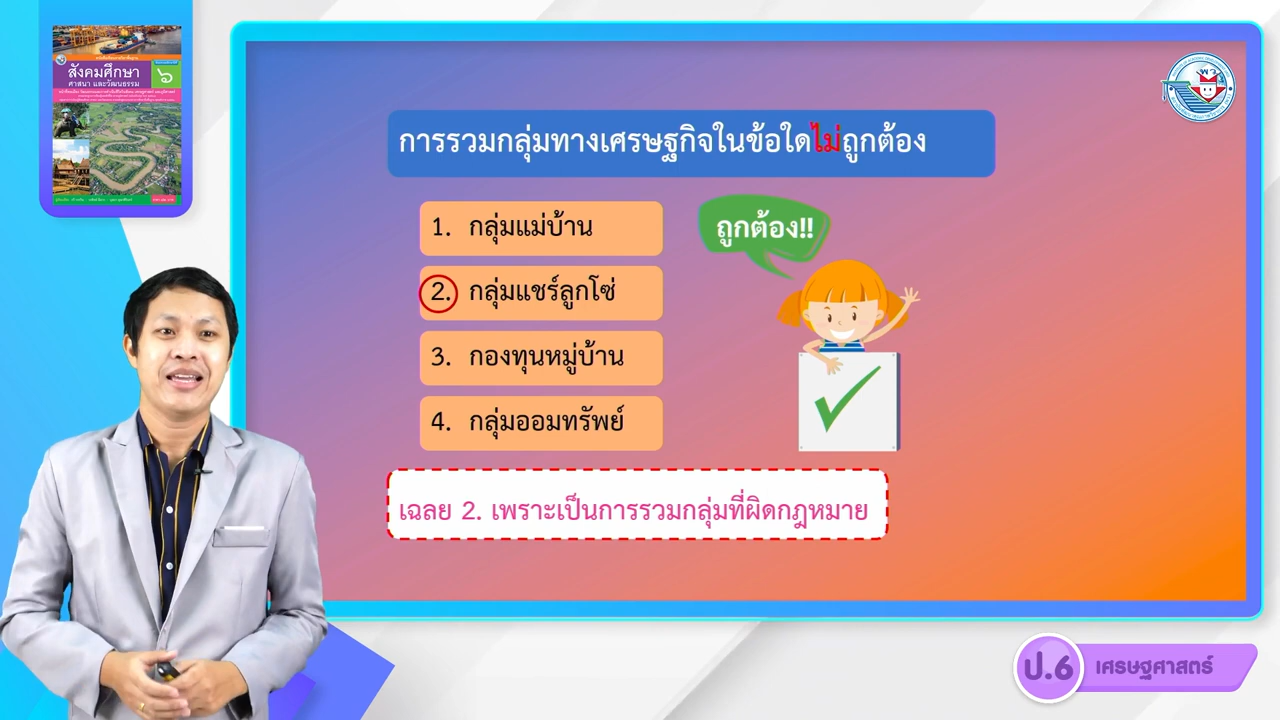 สังคมศึกษา
ศาสนา และวัฒนธรรม
๖
การรวมกลุ่มทางเศรษฐกิจในข้อใดไม่ถูกต้อง
1. กลุ่มแม่บ้าน
2. กลุ่มแชร์ลูกโซ่
3. กองทุนหมู่บ้าน
4. กลุ่มออมทรัพย์
ถูกต้อง!!
เฉลย 2. เพราะเป็นการรวมกลุ่มที่ผิดกฎหมาย
พว
ป.6 เศรษฐศาสตร์